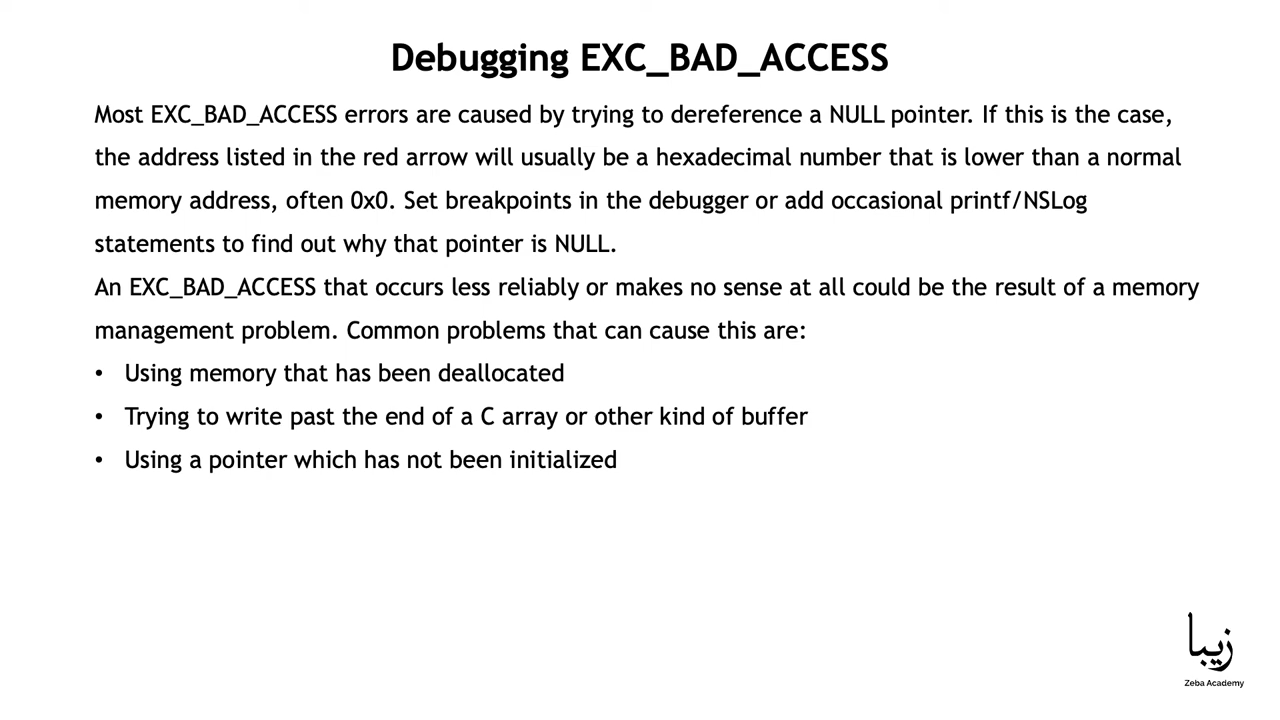 Debugging EXC_BAD_ACCESS
Most EXC_BAD_ACCESS errors are caused by trying to dereference a NULL pointer. If this is the case,
the address listed in the red arrow will usually be a hexadecimal number that is lower than a normal
memory address, often 0x0. Set breakpoints in the debugger or add occasional printf/NSLog
statements to find out why that pointer is NULL.
An EXC_BAD_ACCESS that occurs less reliably or makes no sense at all could be the result of a memory
management problem. Common problems that can cause this are:
• Using memory that has been deallocated
• Trying to write past the end of a C array or other kind of buffer
• Using a pointer which has not been initialized
زیبا
Zeba Academy